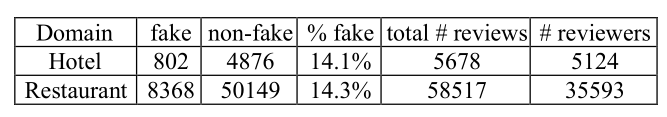 Domain fake non-fake % fake total # reviews # reviewers
Hotel 802 4876 14.1% 5678 5124
Restaurant 8368 50149 14.3% 58517 35593